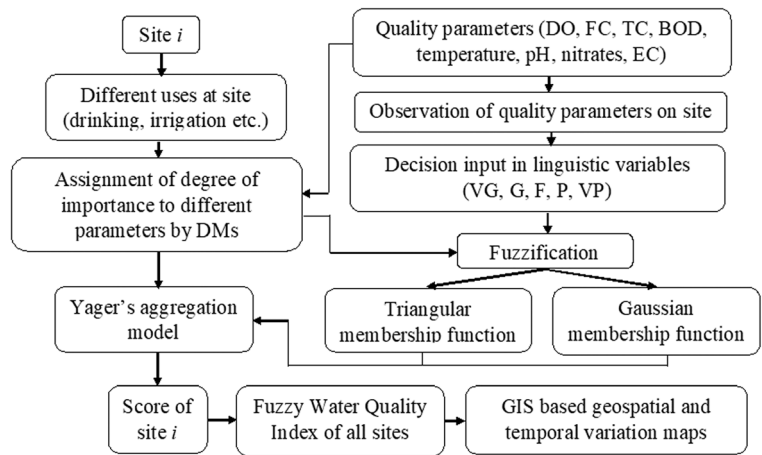 Site i
Different uses at site
(drinking, irrigation etc.)
Assignment of degree of
importance to different
parameters by DMs
Yager's aggregation
model
Score of
site i
Quality parameters (DO, FC, TC, BOD,
temperature, pH, nitrates, EC)
Observation of quality parameters on site
Decision input in linguistic variables
(VG, G, F, P, VP)
Fuzzification
Triangular
membership function
Gaussian
membership function
Fuzzy Water Quality
Index of all sites
GIS based geospatial and
temporal variation maps